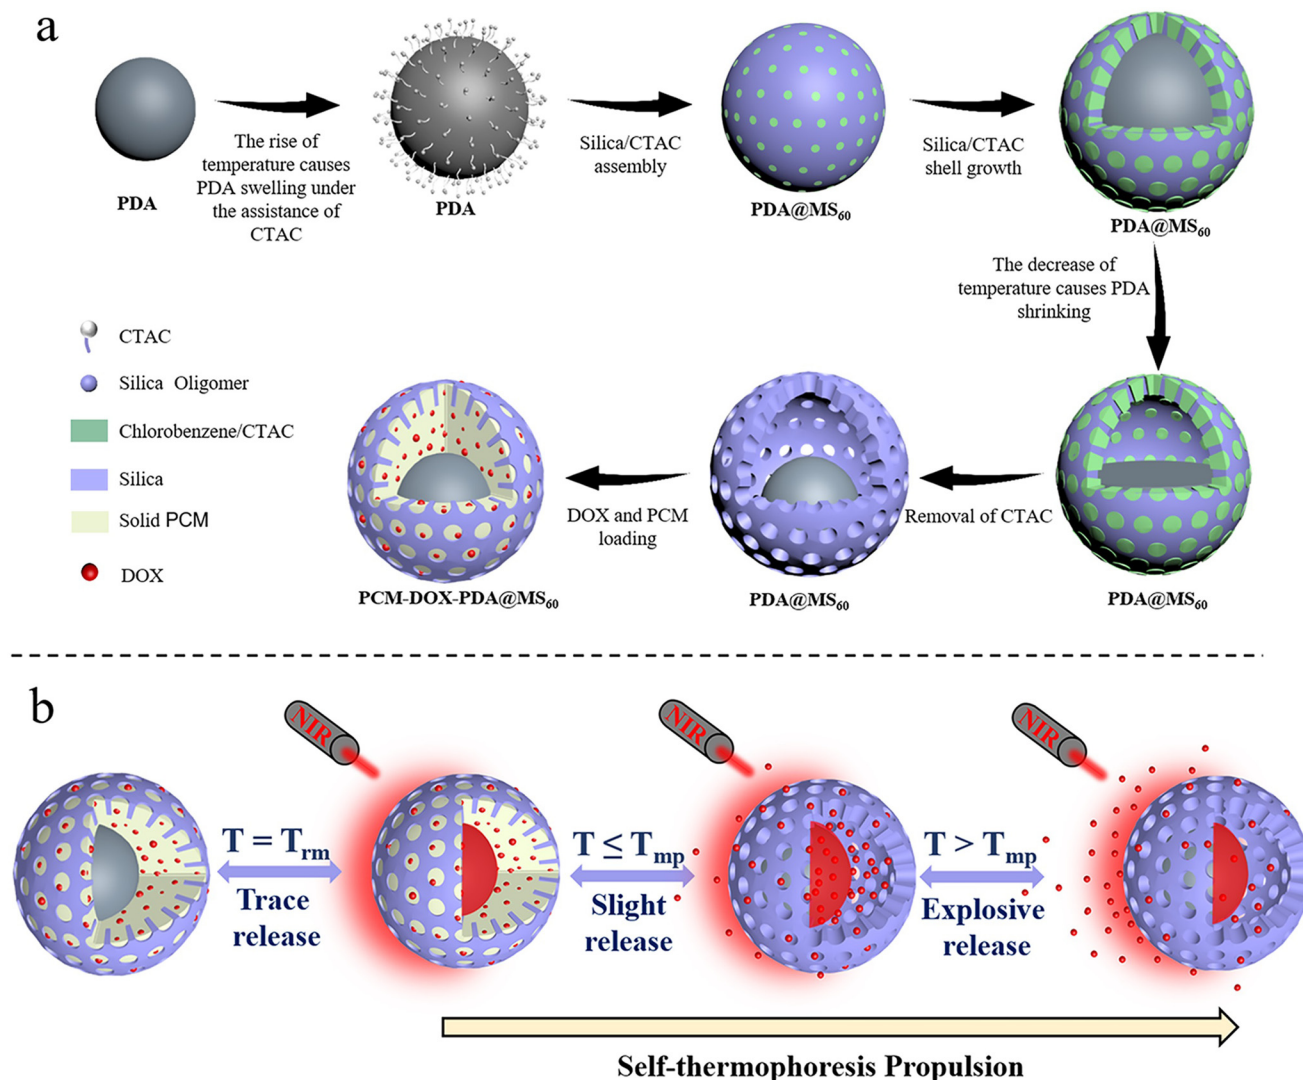 a
The rise of
temperature causes
PDA swelling under
the assistance of
CTAC
Silica/CTAC
assembly
Silica/CTAC
shell growth
PDA
PDA
PDA@MS60
PDA@MS60
The decrease of
temperature causes PDA
shrinking
CTAC
Silica Oligomer
Chlorobenzene/CTAC
Silica
Solid PCM
DOX
DOX and PCM
loading
Removal of CTAC
PCM-DOX-PDA@MS60
PDA@MS60
PDA@MS60
b
NIR
NIR
NIR
T = Trm
Trace
release
T ≤ Tmp
Slight
release
T > Tmp
Explosive
release
Self-thermophoresis Propulsion